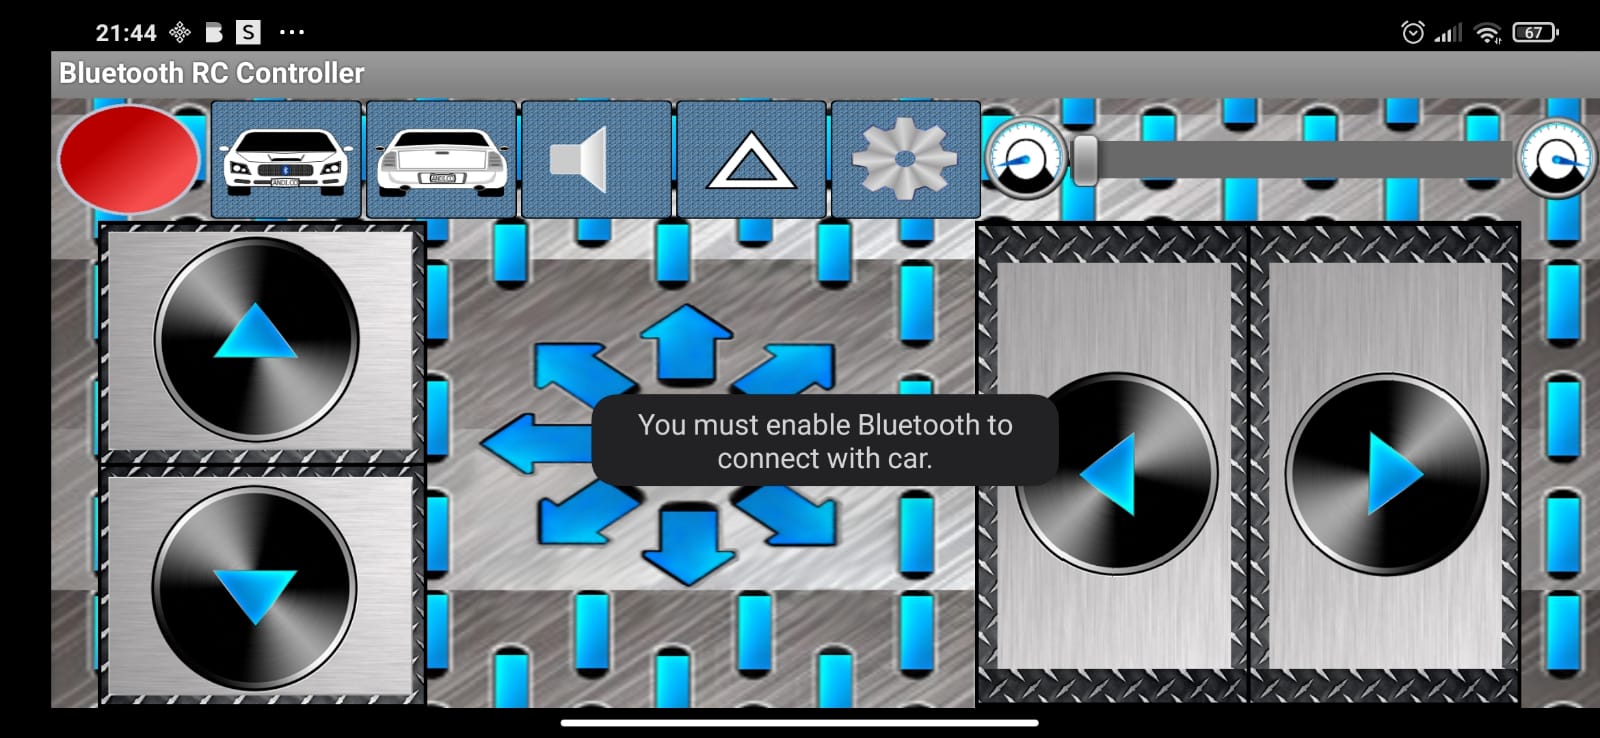 21:44
S
67
Bluetooth RC Controller
You must enable Bluetooth to
connect with car.